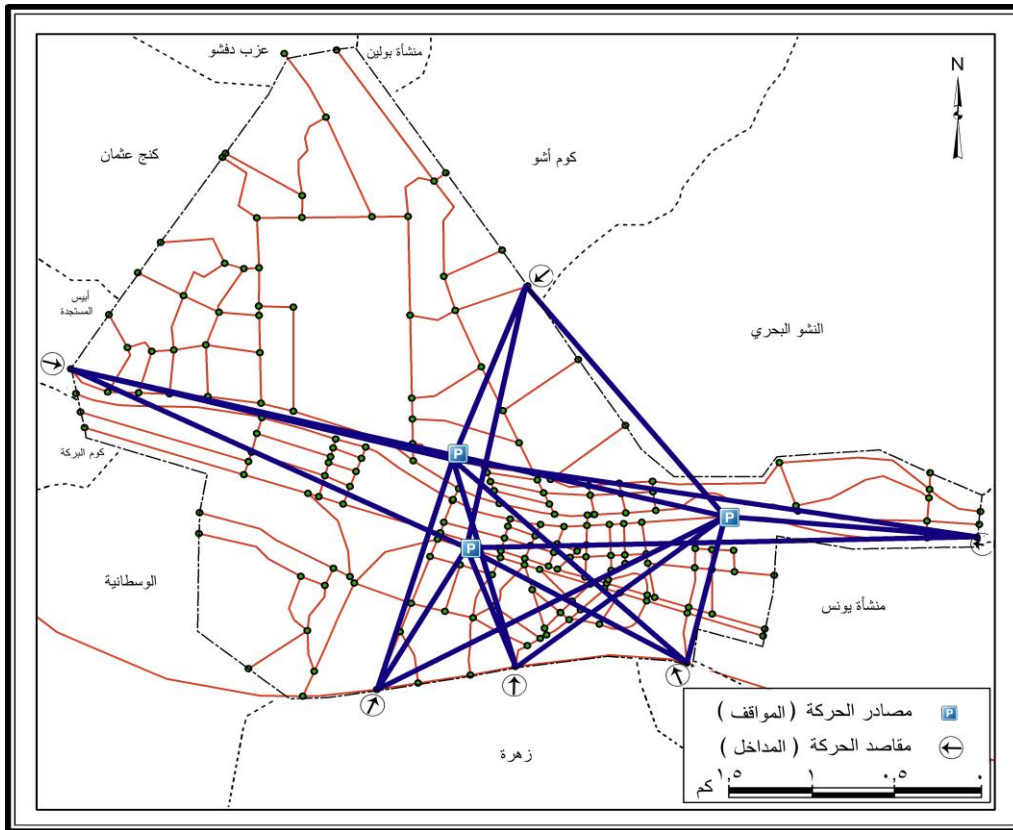 عزب دفشو
منشأة بولين
N
كنج عثمان
كوم أشو
أبيس
المستجدة
النشو البحري
P
كوم البركة
P
P
الوسطانية
منشأة يونس
زهرة
مصادر الحركة ( المواقف ) P
مقاصد الحركة ( المداخل )
كم ١,٥ ١ ٠,٥ ٠